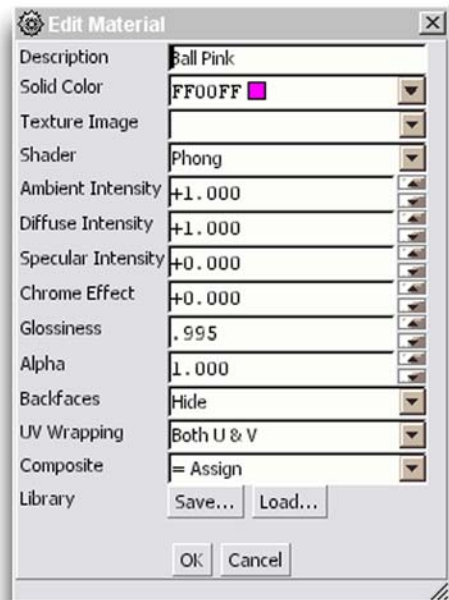 Edit Material
Description Ball Pink
Solid Color FF00FF
Texture Image
Shader Phong
Ambient Intensity +1.000
Diffuse Intensity +1.000
Specular Intensity +0.000
Chrome Effect +0.000
Glossiness .995
Alpha 1.000
Backfaces Hide
UV Wrapping Both U & V
Composite = Assign
Library Save... Load...
OK Cancel